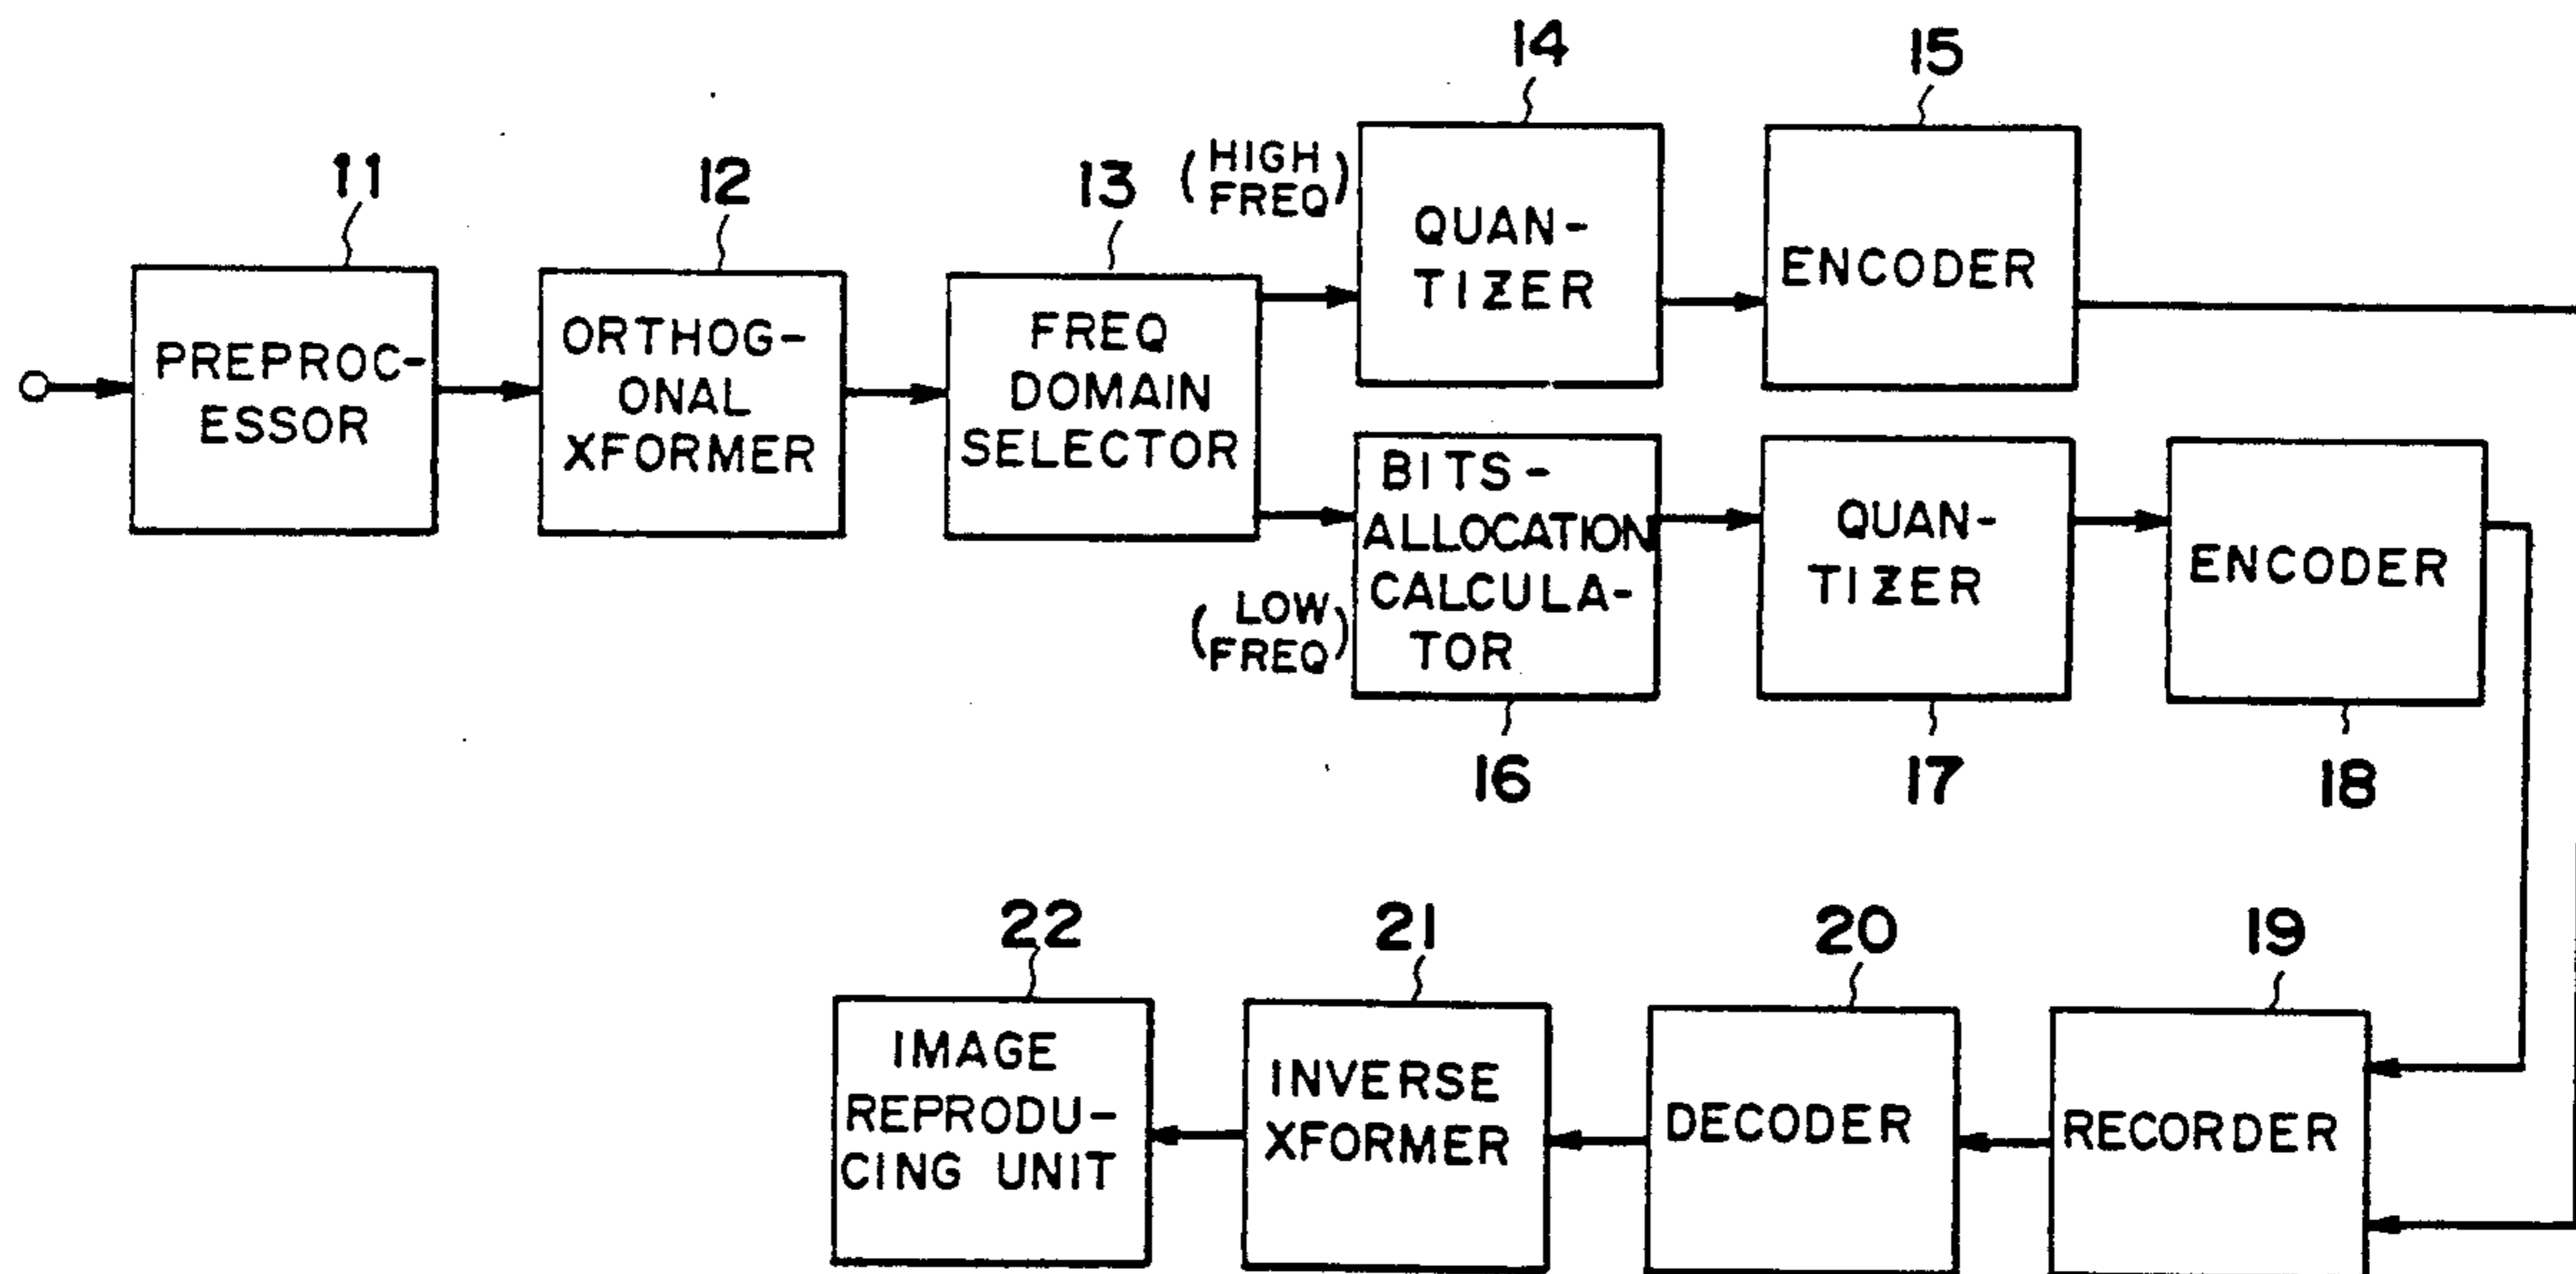 14
15
11
12
13
(HIGH
FREQ)
QUAN-
TIZER
ENCODER
PREPROC-
ESSOR
ORTHOG-
ONAL
XFORMER
FREQ
DOMAIN
SELECTOR
(LOW
FREQ)
BITS-
ALLOCATION
CALCULA-
TOR
QUAN-
TIZER
ENCODER
16
17
18
22
21
20
19
IMAGE
REPRODU-
CING UNIT
INVERSE
XFORMER
DECODER
RECORDER